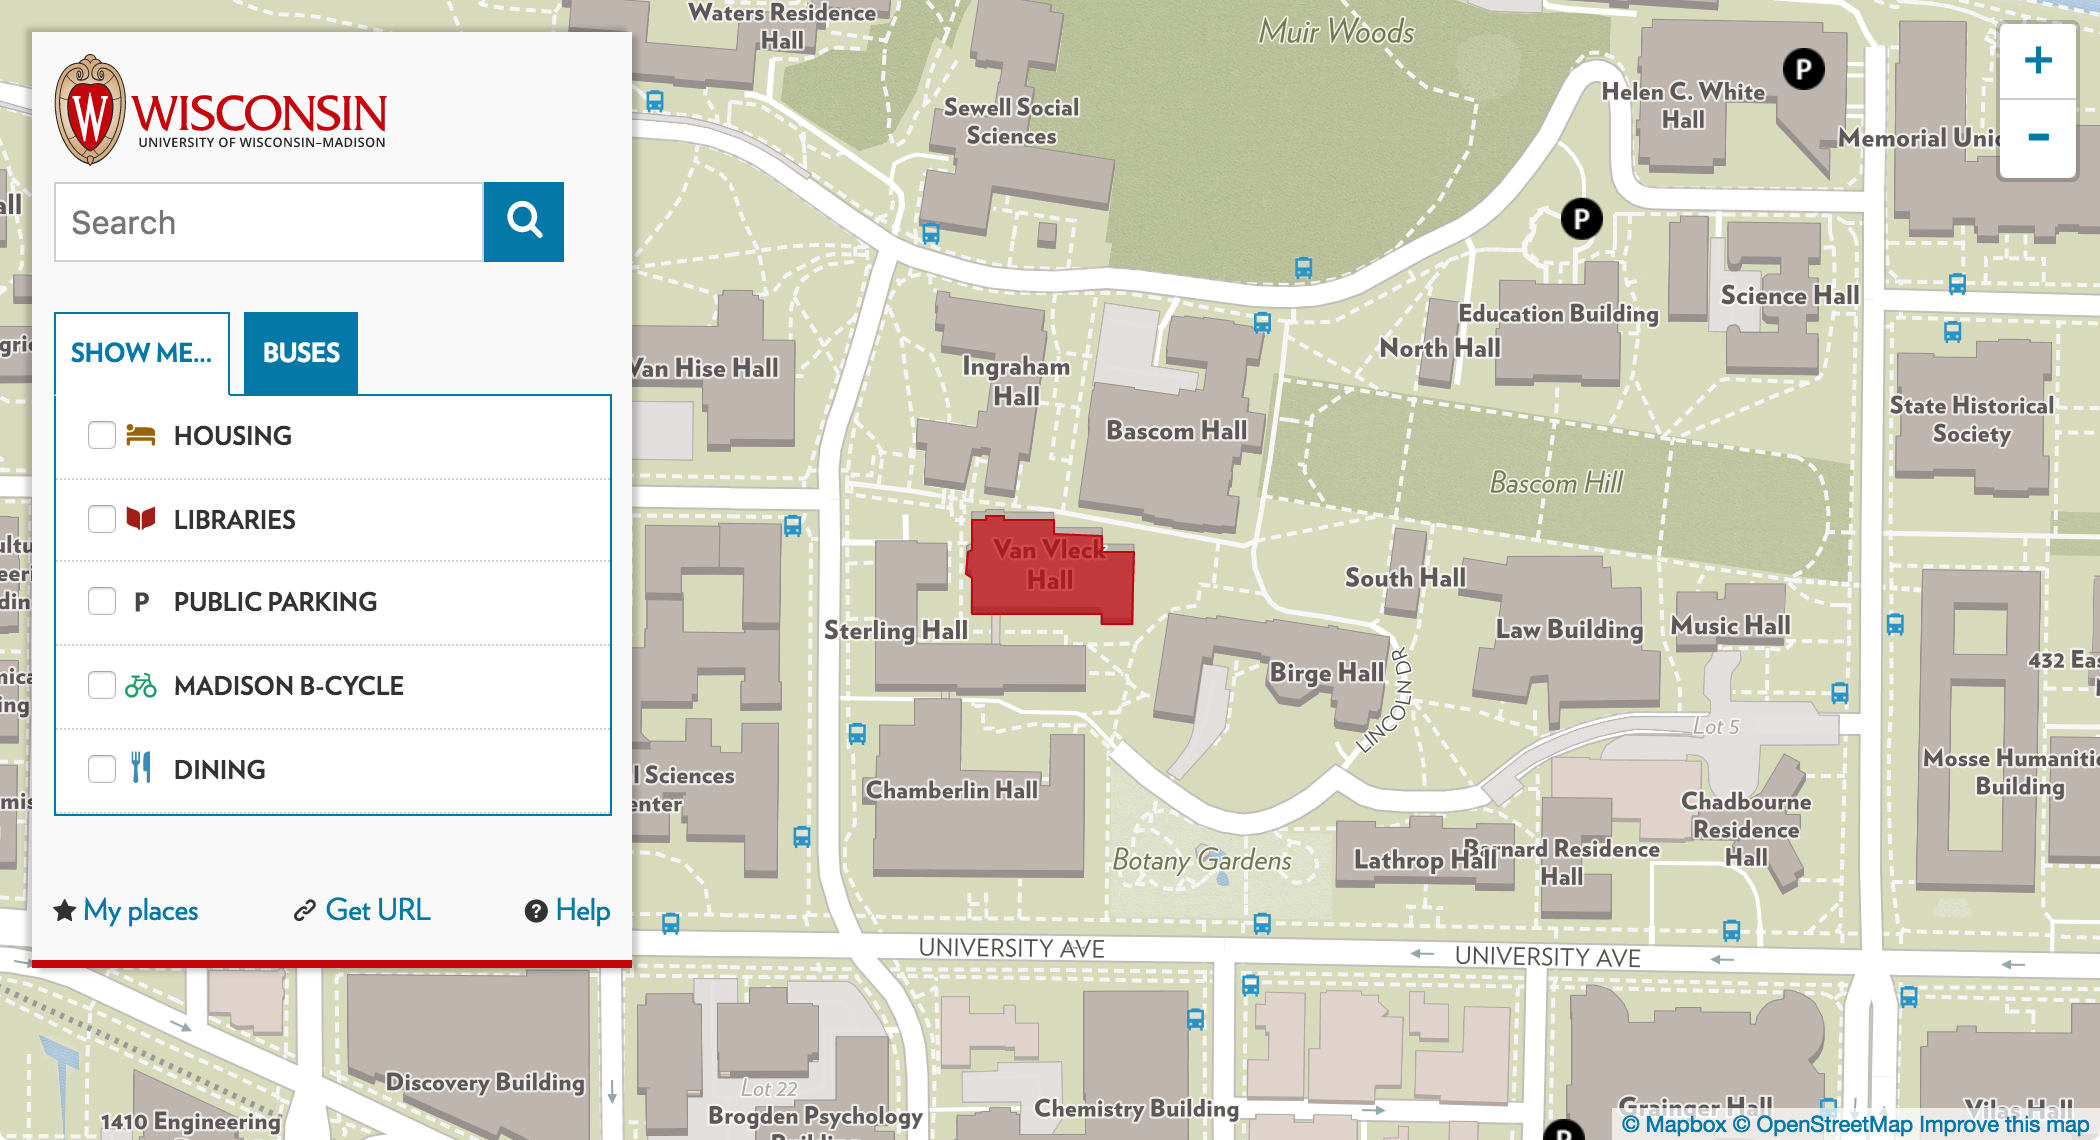 WISCONSIN
UNIVERSITY OF WISCONSIN–MADISON
Search
SHOW ME...
BUSES
HOUSING
LIBRARIES
P PUBLIC PARKING
MADISON B-CYCLE
DINING
My places
Get URL
? Help
Waters Residence
Hall
Muir Woods
Sewell Social
Sciences
Helen C. White
Hall
P
Memorial
+
-
P
Van Hise Hall
Ingraham
Hall
Bascom Hall
North Hall
Education Building
Science Hall
State Historical
Society
Bascom Hill
Van Vleck
Hall
Sterling Hall
South Hall
Law Building
Music Hall
Birge Hall
LINCOLN DR
432
Lot 5
Mosse
Building
Sciences
Chamberlin Hall
Botany Gardens
Lathrop Hall
Barnard Residence
Hall
Chadbourne
Residence
Hall
UNIVERSITY AVE
UNIVERSITY AVE
Discovery Building
1410 Engineering
Lot 22
Brogden Psychology
Building
Chemistry Building
Grainger Hall
Vilas Hall
P
© Mapbox © OpenStreetMap Improve this map